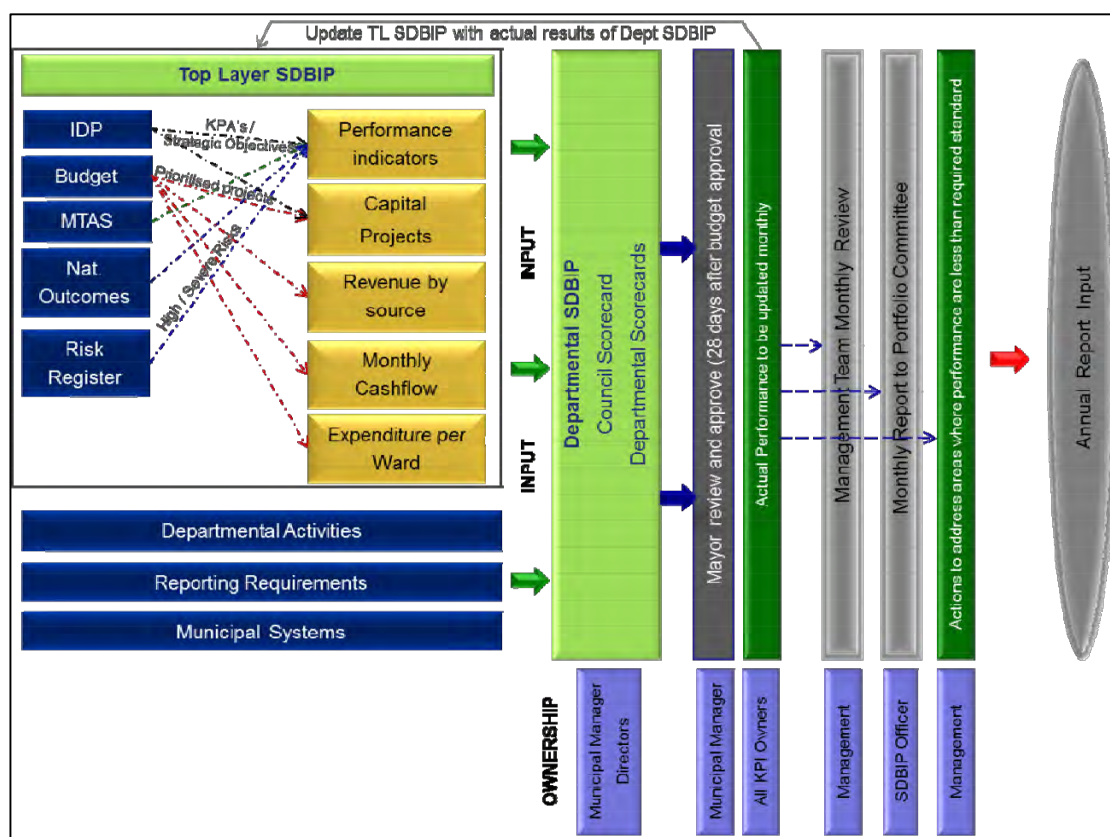 Update TL SDBIP with actual results of Dept SDBIP
Top Layer SDBIP
IDP
Budget
MTAS
Nat.
Outcomes
Risk
Register
KPA's /
Strategic Objectives
Prioritised projects
High / Severe Risks
Performance
indicators
Capital
Projects
Revenue by
source
Monthly
Cashflow
Expenditure per
Ward
Departmental Activities
Reporting Requirements
Municipal Systems
INPUT
INPUT
Departmental SDBIP
Council Scorecard
Departmental Scorecards
Mayor review and approve (28 days after budget approval
Actual Performance to be updated monthly
Management Team Monthly Review
Monthly Report to Portfolio Committee
Actions to address areas where performance are less than required standard
Annual Report Input
OWNERSHIP
Municipal Manager
Directors
Municipal Manager
All KPI Owners
Management
SDBIP Officer
Management